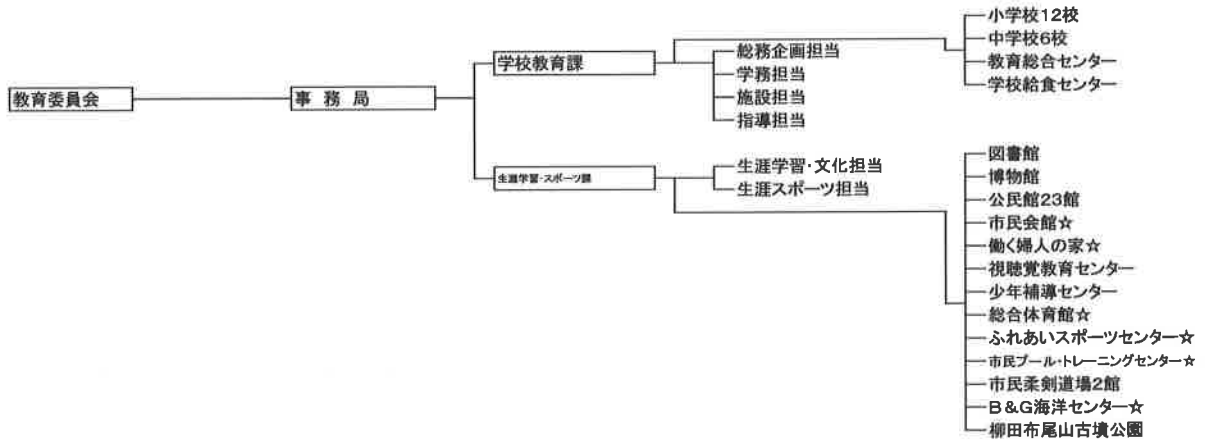 教育委員会
事務局
学校教育課
総務企画担当
学務担当
施設担当
指導担当
小学校12校
中学校6校
教育総合センター
学校給食センター
生涯学習・スポーツ課
生涯学習・文化担当
生涯スポーツ担当
図書館
博物館
公民館23館
市民会館☆
働く婦人の家☆
視聴覚教育センター
少年補導センター
総合体育館☆
ふれあいスポーツセンター☆
市民プール・トレーニングセンター☆
市民柔剣道場2館
B&G海洋センター☆
柳田布尾山古墳公園